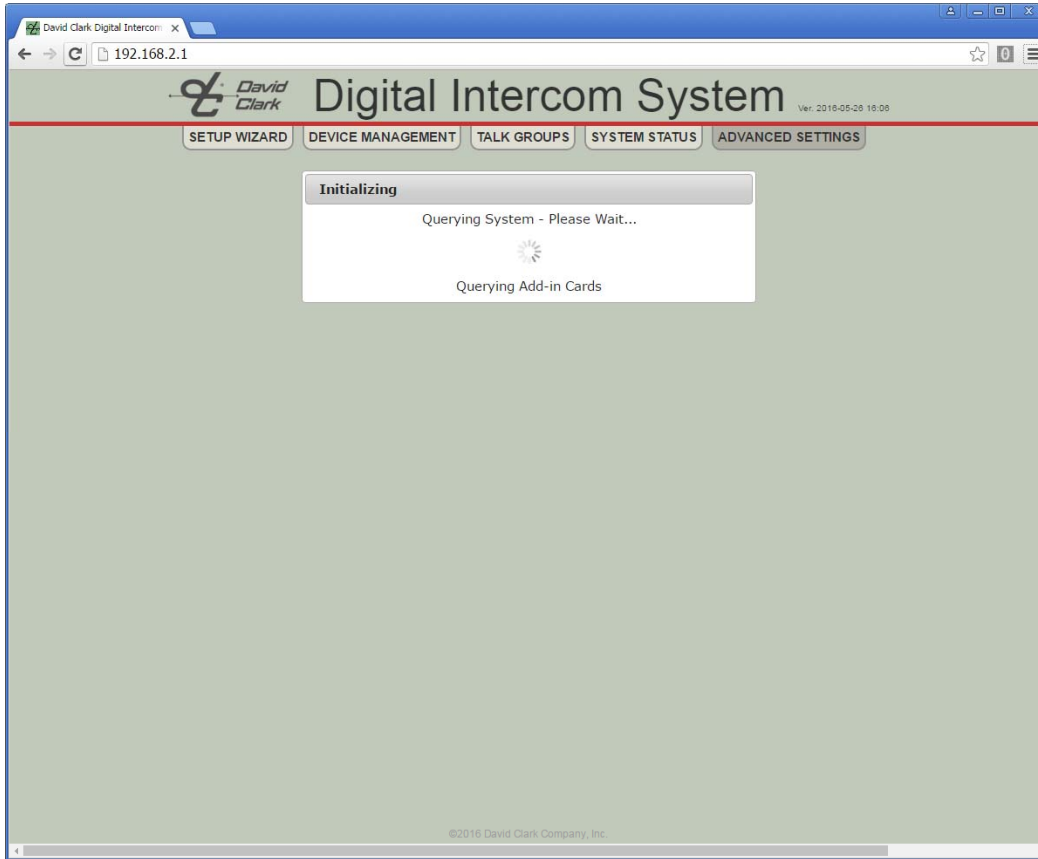 David Clark Digital Intercom
192.168.2.1
0
David
Clark
Digital Intercom System
Ver. 2016-05-26 16:06
SETUP WIZARD
DEVICE MANAGEMENT
TALK GROUPS
SYSTEM STATUS
ADVANCED SETTINGS
Initializing
Querying System - Please Wait...
Querying Add-in Cards
©2016 David Clark Company, Inc.